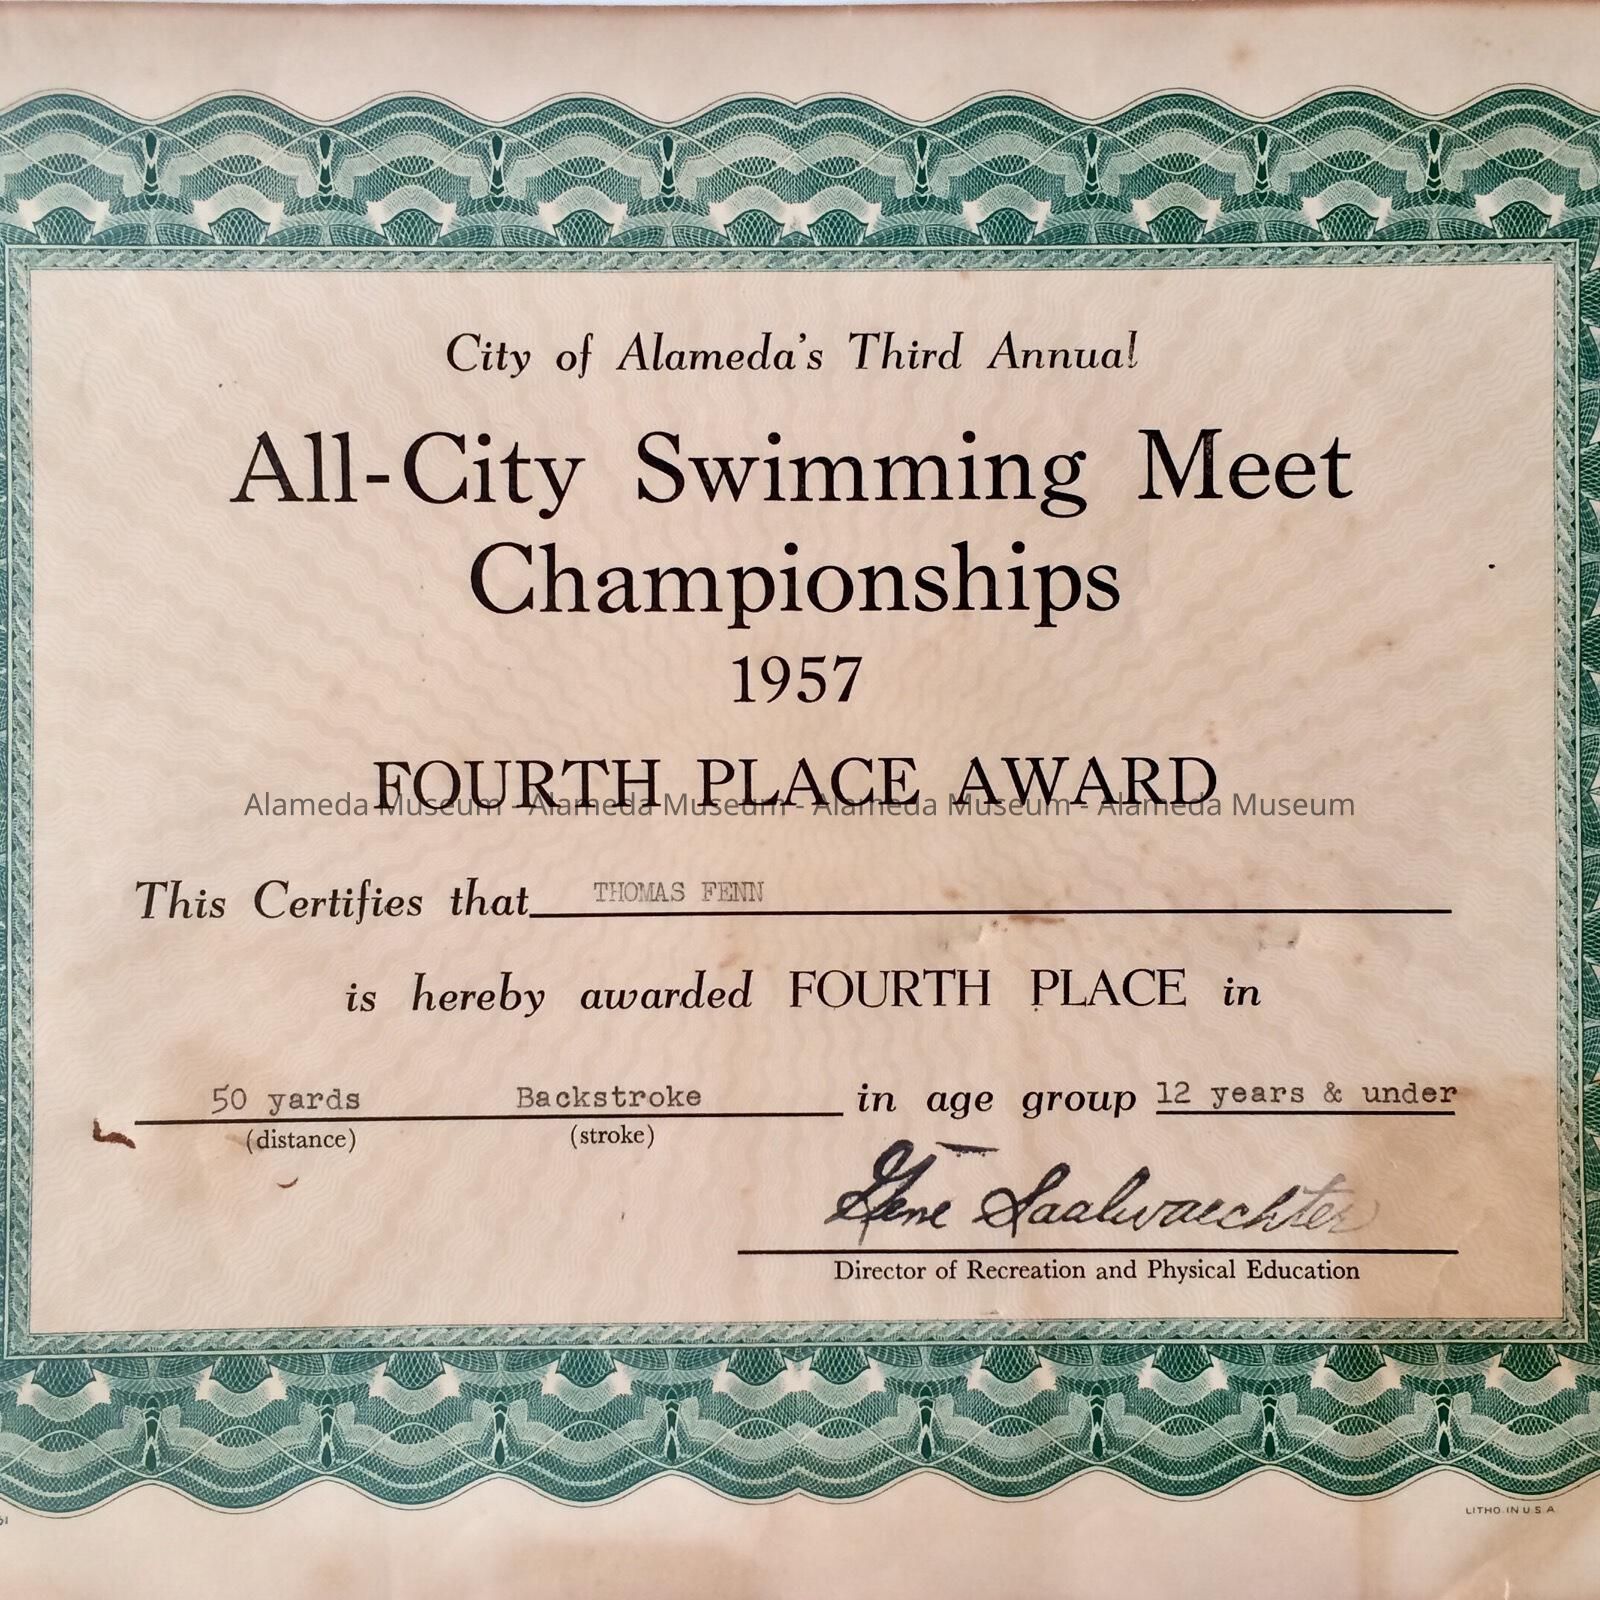 City of Alameda's Third Annual
All-City Swimming Meet
Championships
1957
FOURTH PLACE AWARD
Alameda Museum - Alameda Museum - Alameda Museum - Alameda Museum
This Certifies that THOMAS FENN
is hereby awarded FOURTH PLACE in
50 yards Backstroke in age group 12 years & under
(distance) (stroke)
Gene Saalwaechter
Director of Recreation and Physical Education
LITHO. IN U.S.A.